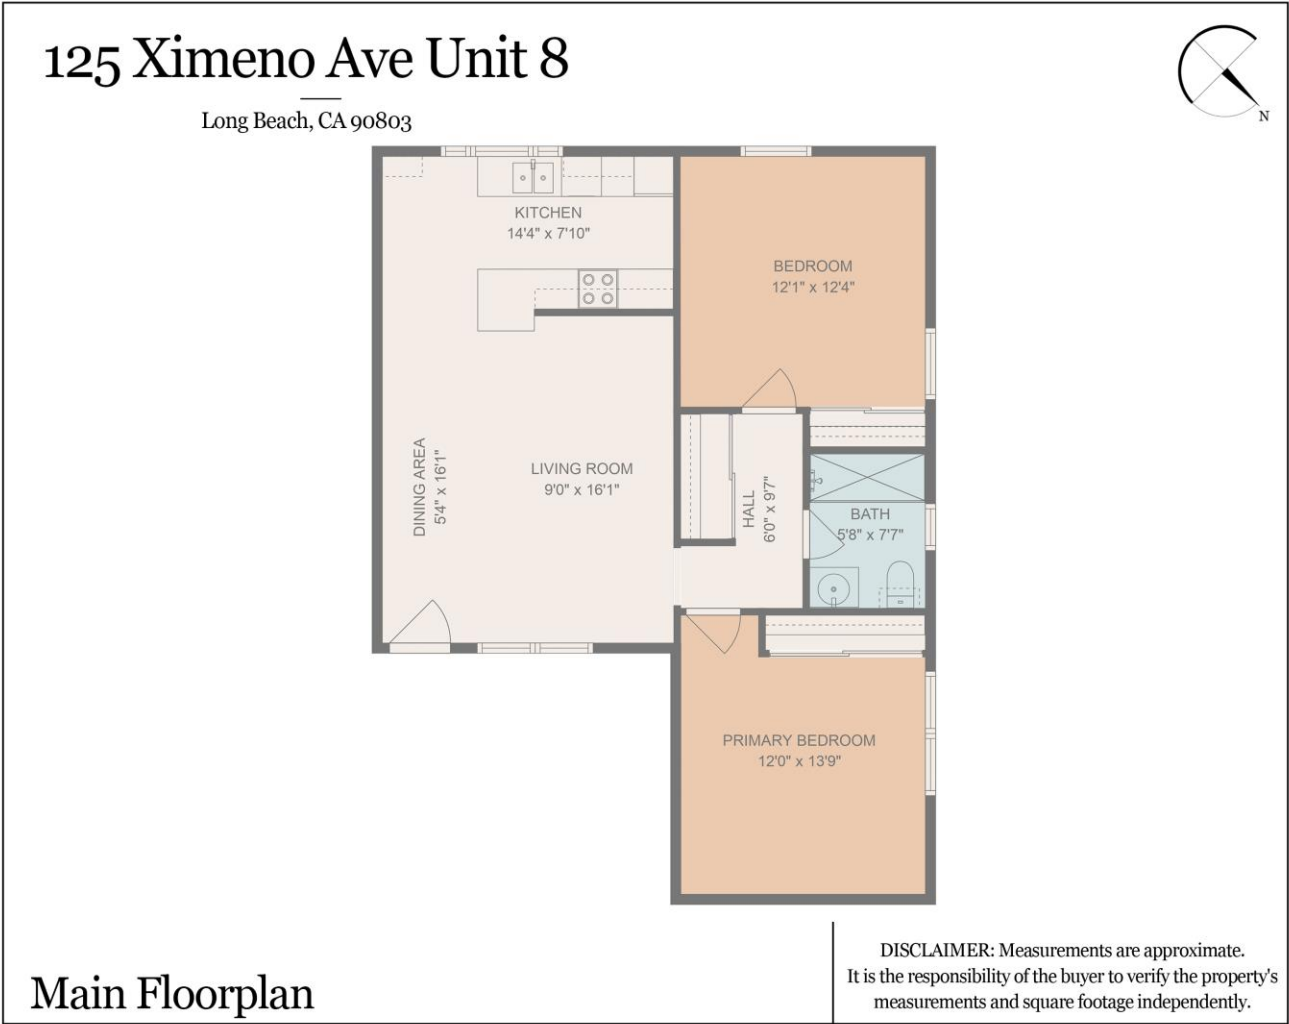 125 Ximeno Ave Unit 8
Long Beach, CA 90803
N
KITCHEN
14'4" x 7'10"
BEDROOM
12'1" x 12'4"
DINING AREA
5'4" x 16'1"
LIVING ROOM
9'0" x 16'1"
HALL
6'0" x 9'7"
BATH
5'8" x 7'7"
PRIMARY BEDROOM
12'0" x 13'9"
Main Floorplan
DISCLAIMER: Measurements are approximate.
It is the responsibility of the buyer to verify the property's
measurements and square footage independently.